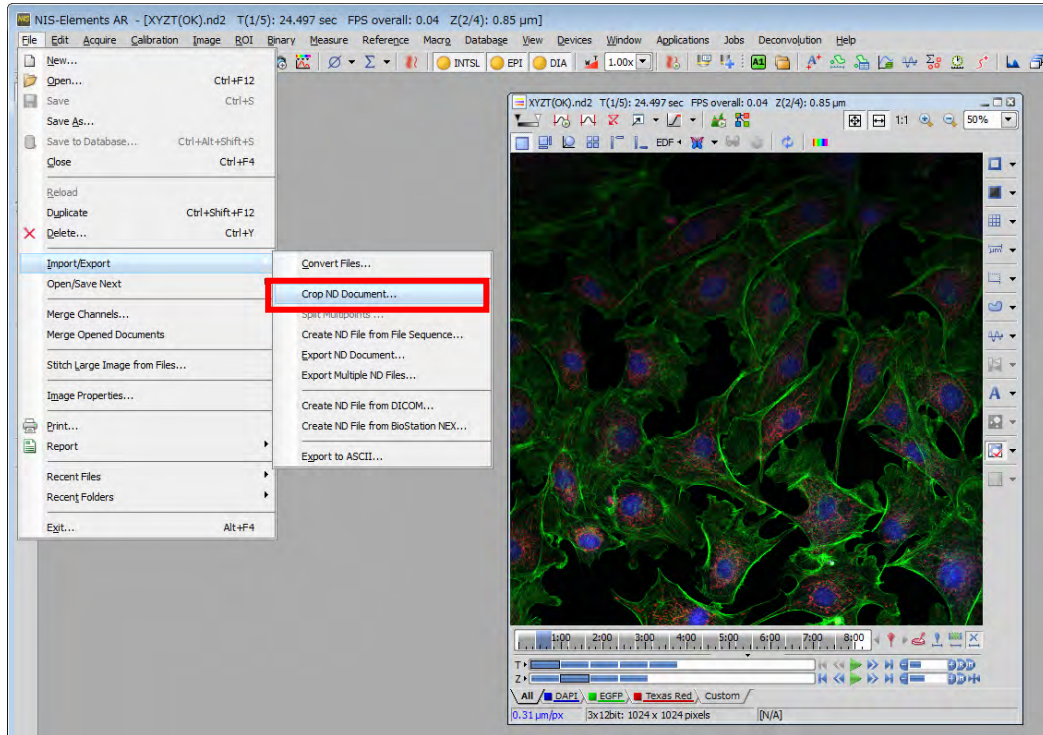 NIS-Elements AR - [XYZT(OK).nd2 T(1/5): 24.497 sec FPS overall: 0.04 Z(2/4): 0.85 µm]
File Edit Acquire Calibration Image ROI Binary Measure Reference Macro Database View Devices Window Applications Jobs Deconvolution Help
INTSL EPI DIA 1.00x
New...
Open... Ctrl+F12
Save Ctrl+S
Save As...
Save to Database... Ctrl+Alt+Shift+S
Close Ctrl+F4
Reload
Duplicate Ctrl+Shift+F12
Delete... Ctrl+Y
Import/Export
Open/Save Next
Merge Channels...
Merge Opened Documents
Stitch Large Image from Files...
Image Properties...
Print...
Report
Recent Files
Recent Folders
Exit... Alt+F4
Convert Files...
Crop ND Document...
Split Multipoints ...
Create ND File from File Sequence...
Export ND Document...
Export Multiple ND Files...
Create ND File from DICOM...
Create ND File from BioStation NEX...
Export to ASCII...
XYZT(OK).nd2 T(1/5): 24.497 sec FPS overall: 0.04 Z(2/4): 0.85 µm
1:1 50%
EDF
1:00 2:00 3:00 4:00 5:00 6:00 7:00 8:00
T
Z
All DAPI EGFP Texas Red Custom
0.31 µm/px 3x12bit: 1024 x 1024 pixels [N/A]